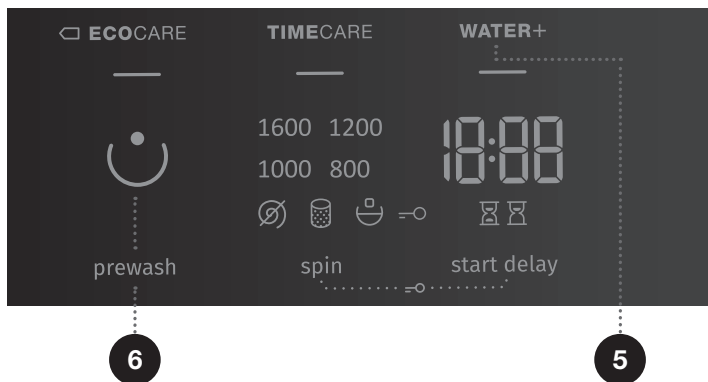 ECOCARE TIMECARE WATER+
1600 1200
18:88
1000 800
prewash spin start delay
6 5